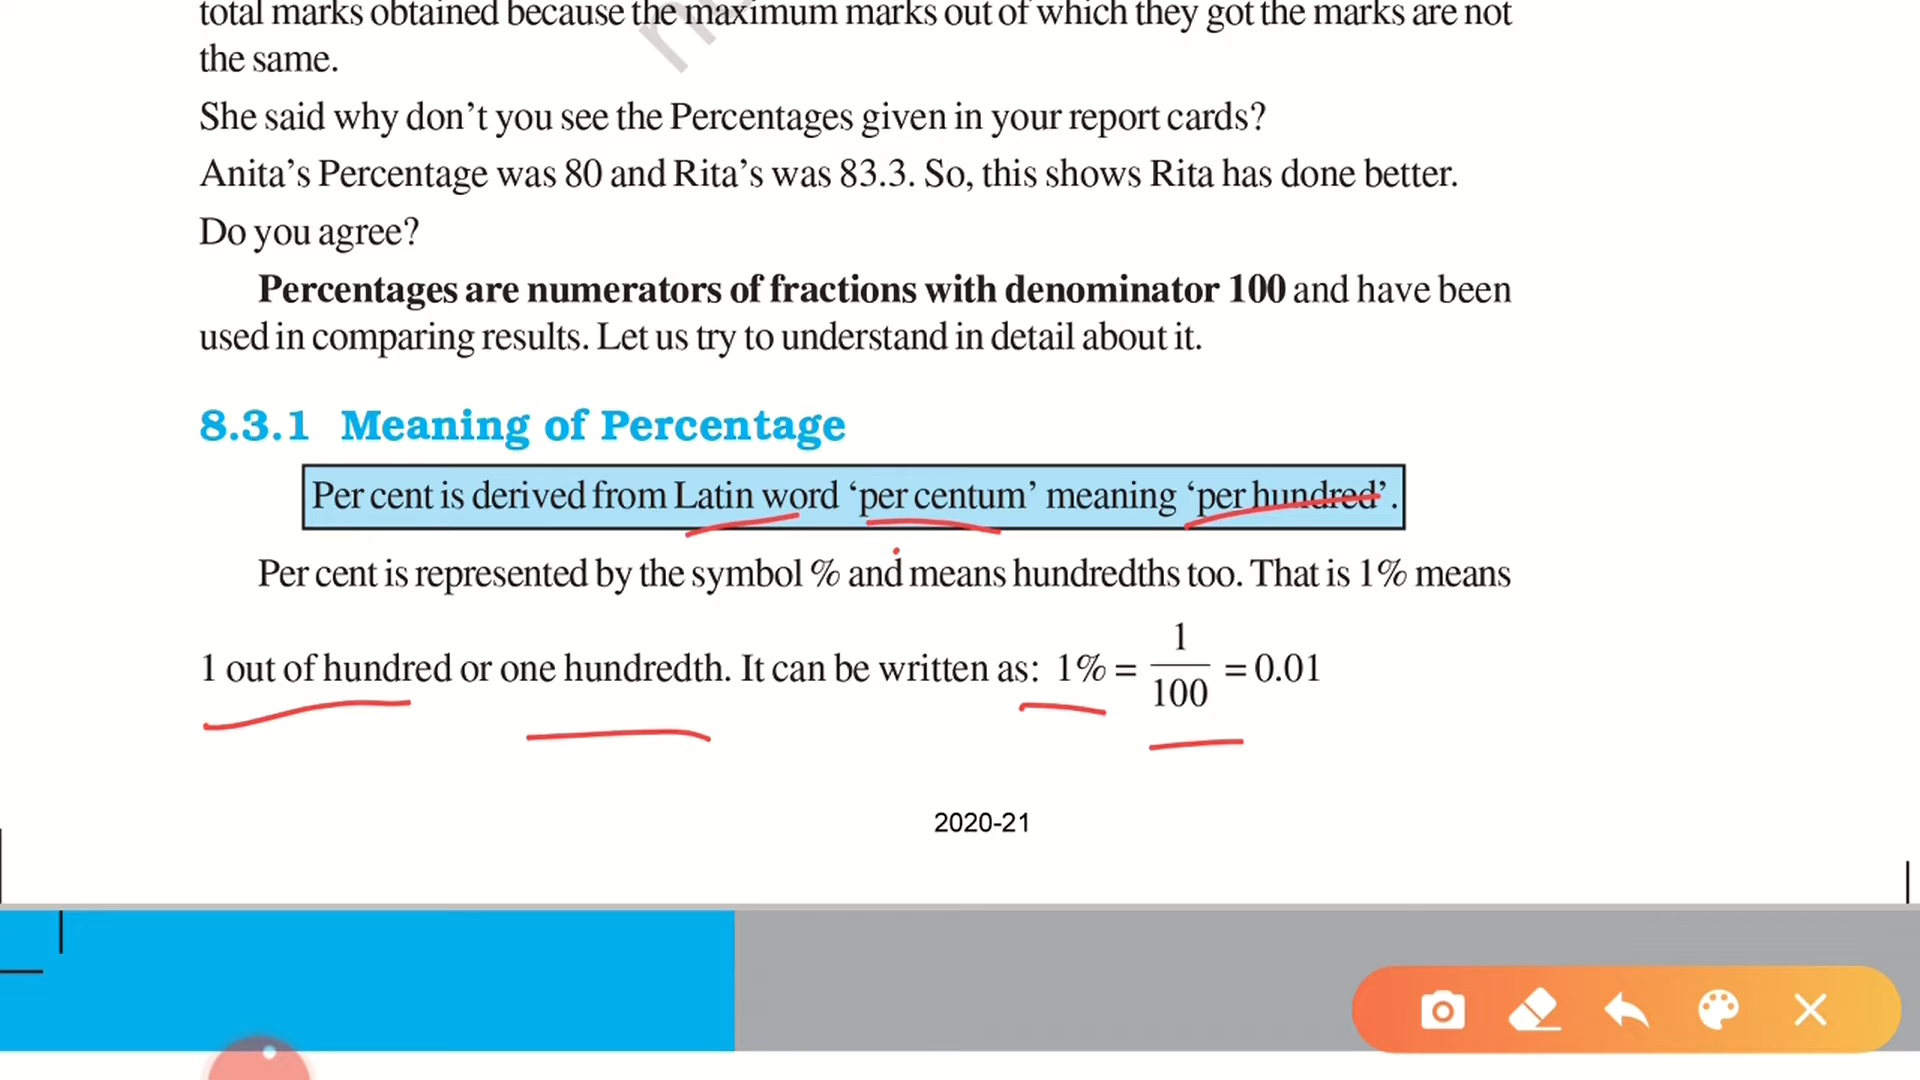 total marks obtained because the maximum marks out of which they got the marks are not
the same.
She said why don’t you see the Percentages given in your report cards?
Anita’s Percentage was 80 and Rita’s was 83.3. So, this shows Rita has done better.
Do you agree?
Percentages are numerators of fractions with denominator 100 and have been
used in comparing results. Let us try to understand in detail about it.
8.3.1 Meaning of Percentage
Per cent is derived from Latin word ‘per centum’ meaning ‘per hundred’.
Per cent is represented by the symbol % and means hundredths too. That is 1% means
1 out of hundred or one hundredth. It can be written as: 1% = 1/100 = 0.01
2020-21